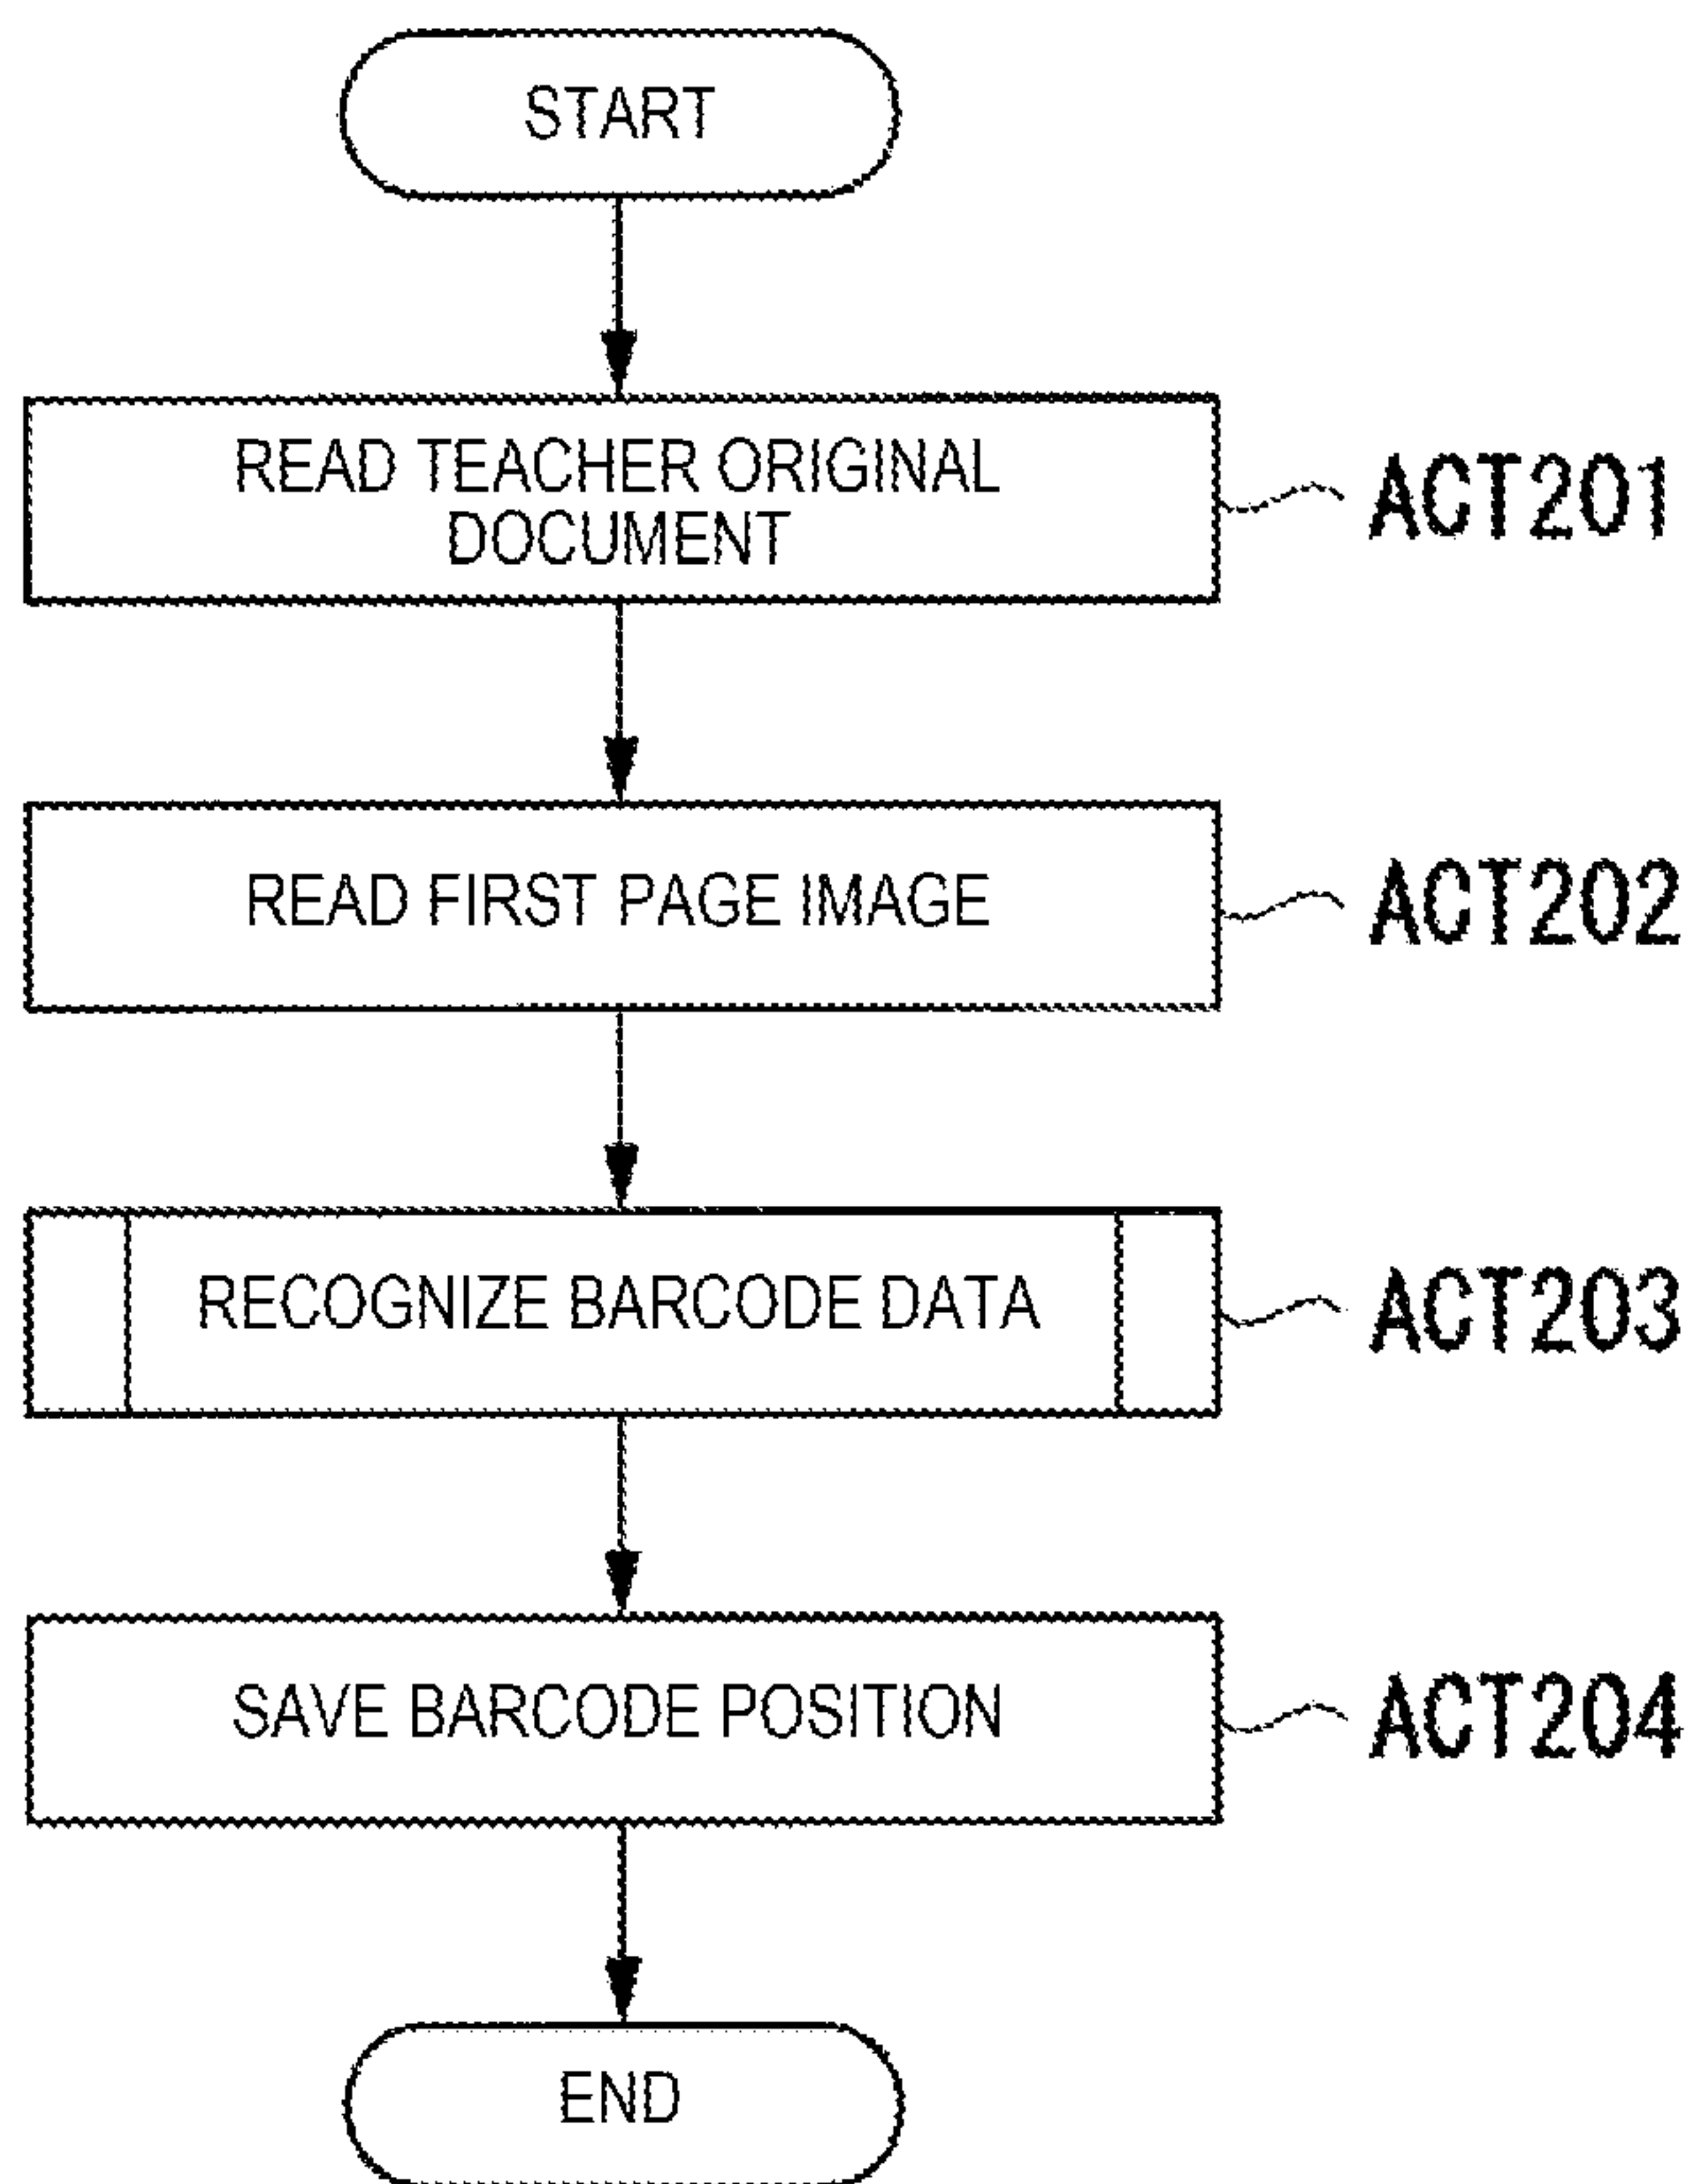 START
READ TEACHER ORIGINAL
DOCUMENT
ACT201
READ FIRST PAGE IMAGE
ACT202
RECOGNIZE BARCODE DATA
ACT203
SAVE BARCODE POSITION
ACT204
END